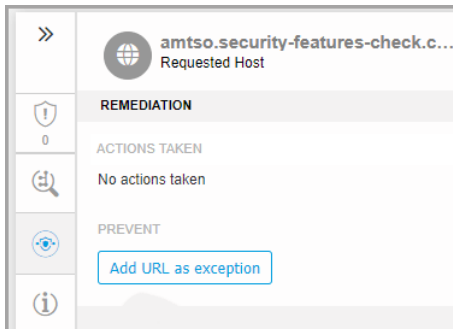 amtso.security-features-check.c...
Requested Host
0
REMEDIATION
ACTIONS TAKEN
No actions taken
PREVENT
Add URL as exception